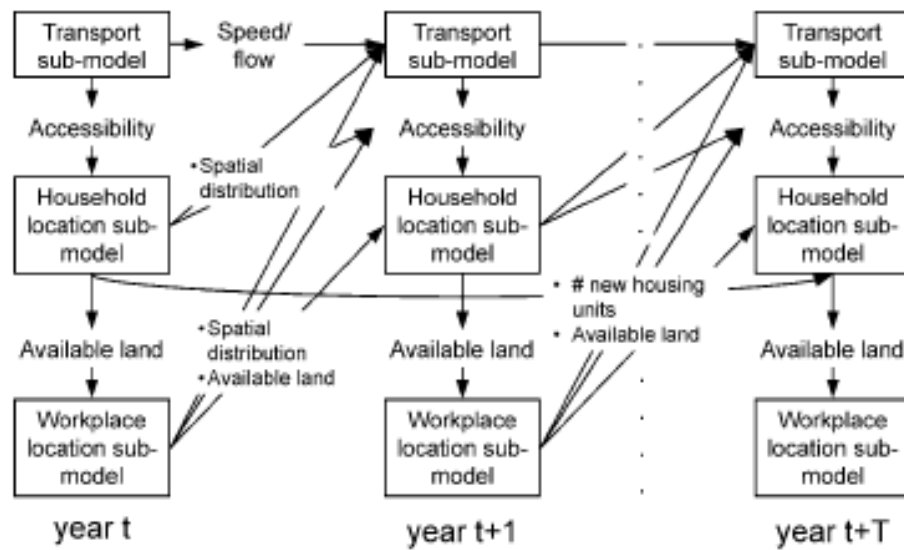 Transport
sub-model
Speed/
flow
Transport
sub-model
Transport
sub-model
Accessibility
Accessibility
Accessibility
•Spatial
distribution
Household
location sub-
model
Household
location sub-
model
Household
location sub-
model
• # new housing
units
• Available land
•Spatial
distribution
•Available land
Available land
Available land
Available land
Workplace
location sub-
model
Workplace
location sub-
model
Workplace
location sub-
model
year t
year t+1
year t+T